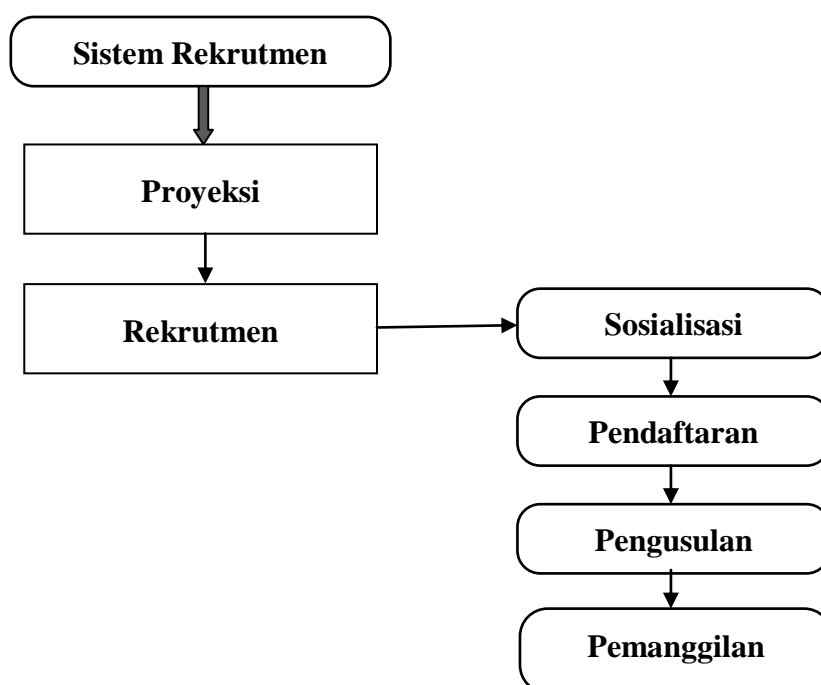 Sistem Rekrutmen
Proyeksi
Rekrutmen
Sosialisasi
Pendaftaran
Pengusulan
Pemanggilan